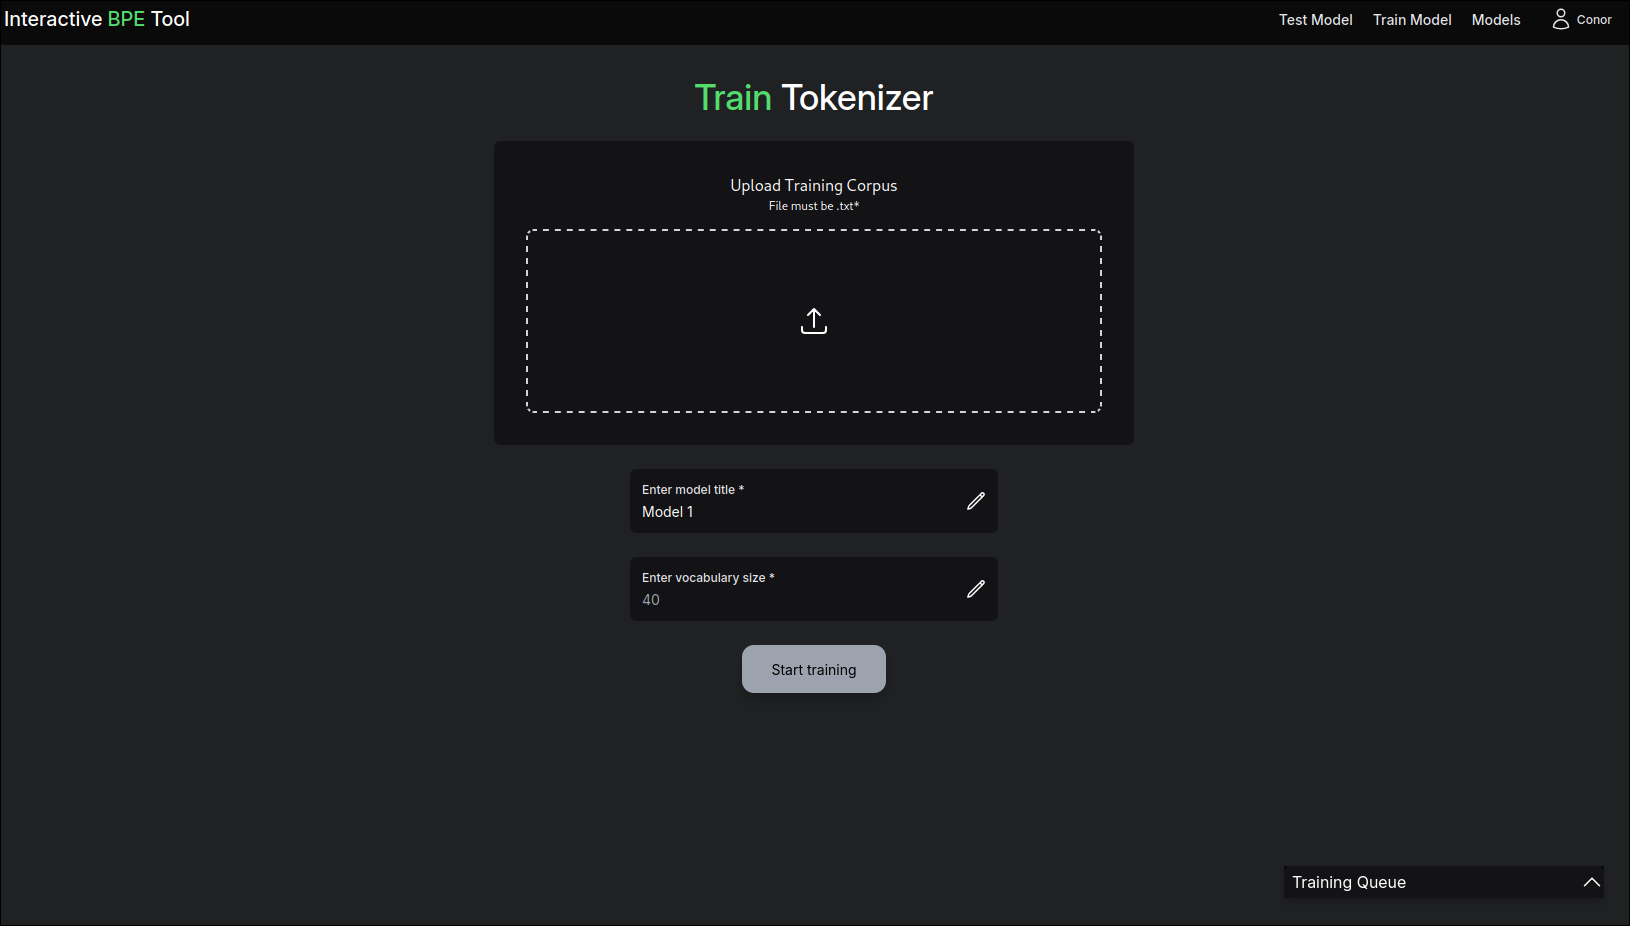 Interactive BPE Tool
Test Model
Train Model
Models
Conor
Train Tokenizer
Upload Training Corpus
File must be .txt*
Enter model title *
Model 1
Enter vocabulary size *
40
Start training
Training Queue